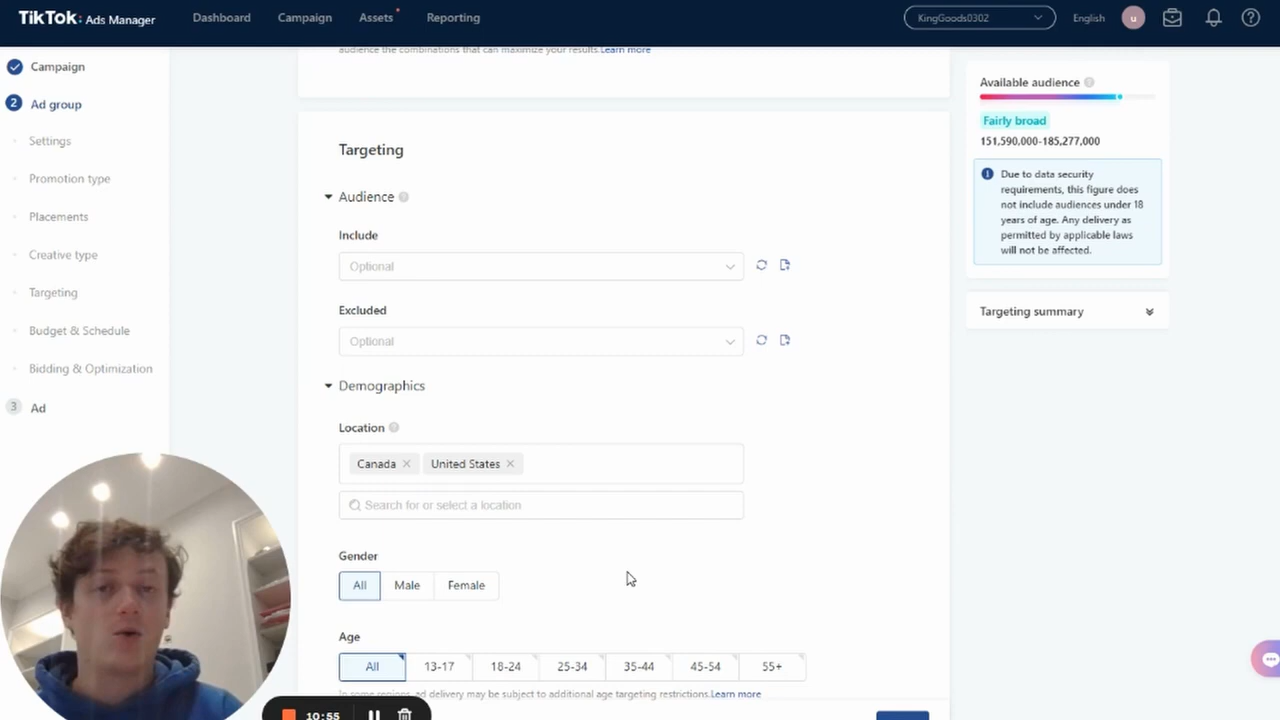 TikTok: Ads Manager
Dashboard
Campaign
Assets
Reporting
KingGoods0302
English
u
Campaign
2 Ad group
Settings
Promotion type
Placements
Creative type
Targeting
Budget & Schedule
Bidding & Optimization
3 Ad
audience the combinations that can maximize your results.Learn more
Targeting
Audience
Include
Optional
Excluded
Optional
Demographics
Location
Canada United States
Search for or select a location
Gender
All Male Female
Age
All 13-17 18-24 25-34 35-44 45-54 55+
In some regions, ad delivery may be subject to additional age targeting restrictions.Learn more
Available audience
Fairly broad
151,590,000-185,277,000
Due to data security
requirements, this figure does
not include audiences under 18
years of age. Any delivery as
permitted by applicable laws
will not be affected.
Targeting summary
10:55